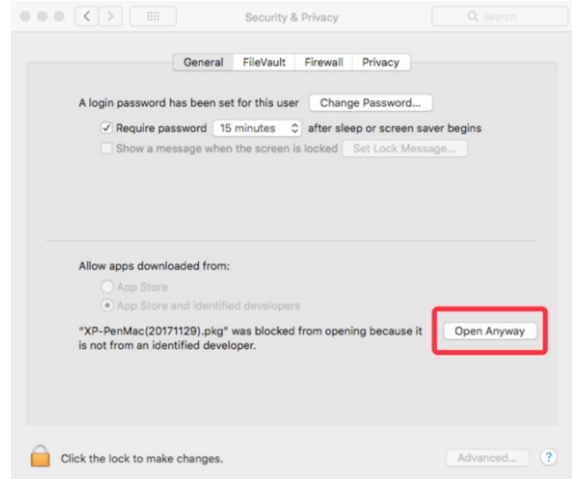 Security & Privacy
Search
General FileVault Firewall Privacy
A login password has been set for this user Change Password...
Require password 15 minutes after sleep or screen saver begins
Show a message when the screen is locked Set Lock Message...
Allow apps downloaded from:
App Store
App Store and identified developers
"XP-PenMac(20171129).pkg" was blocked from opening because it
is not from an identified developer.
Open Anyway
Click the lock to make changes.
Advanced...
?